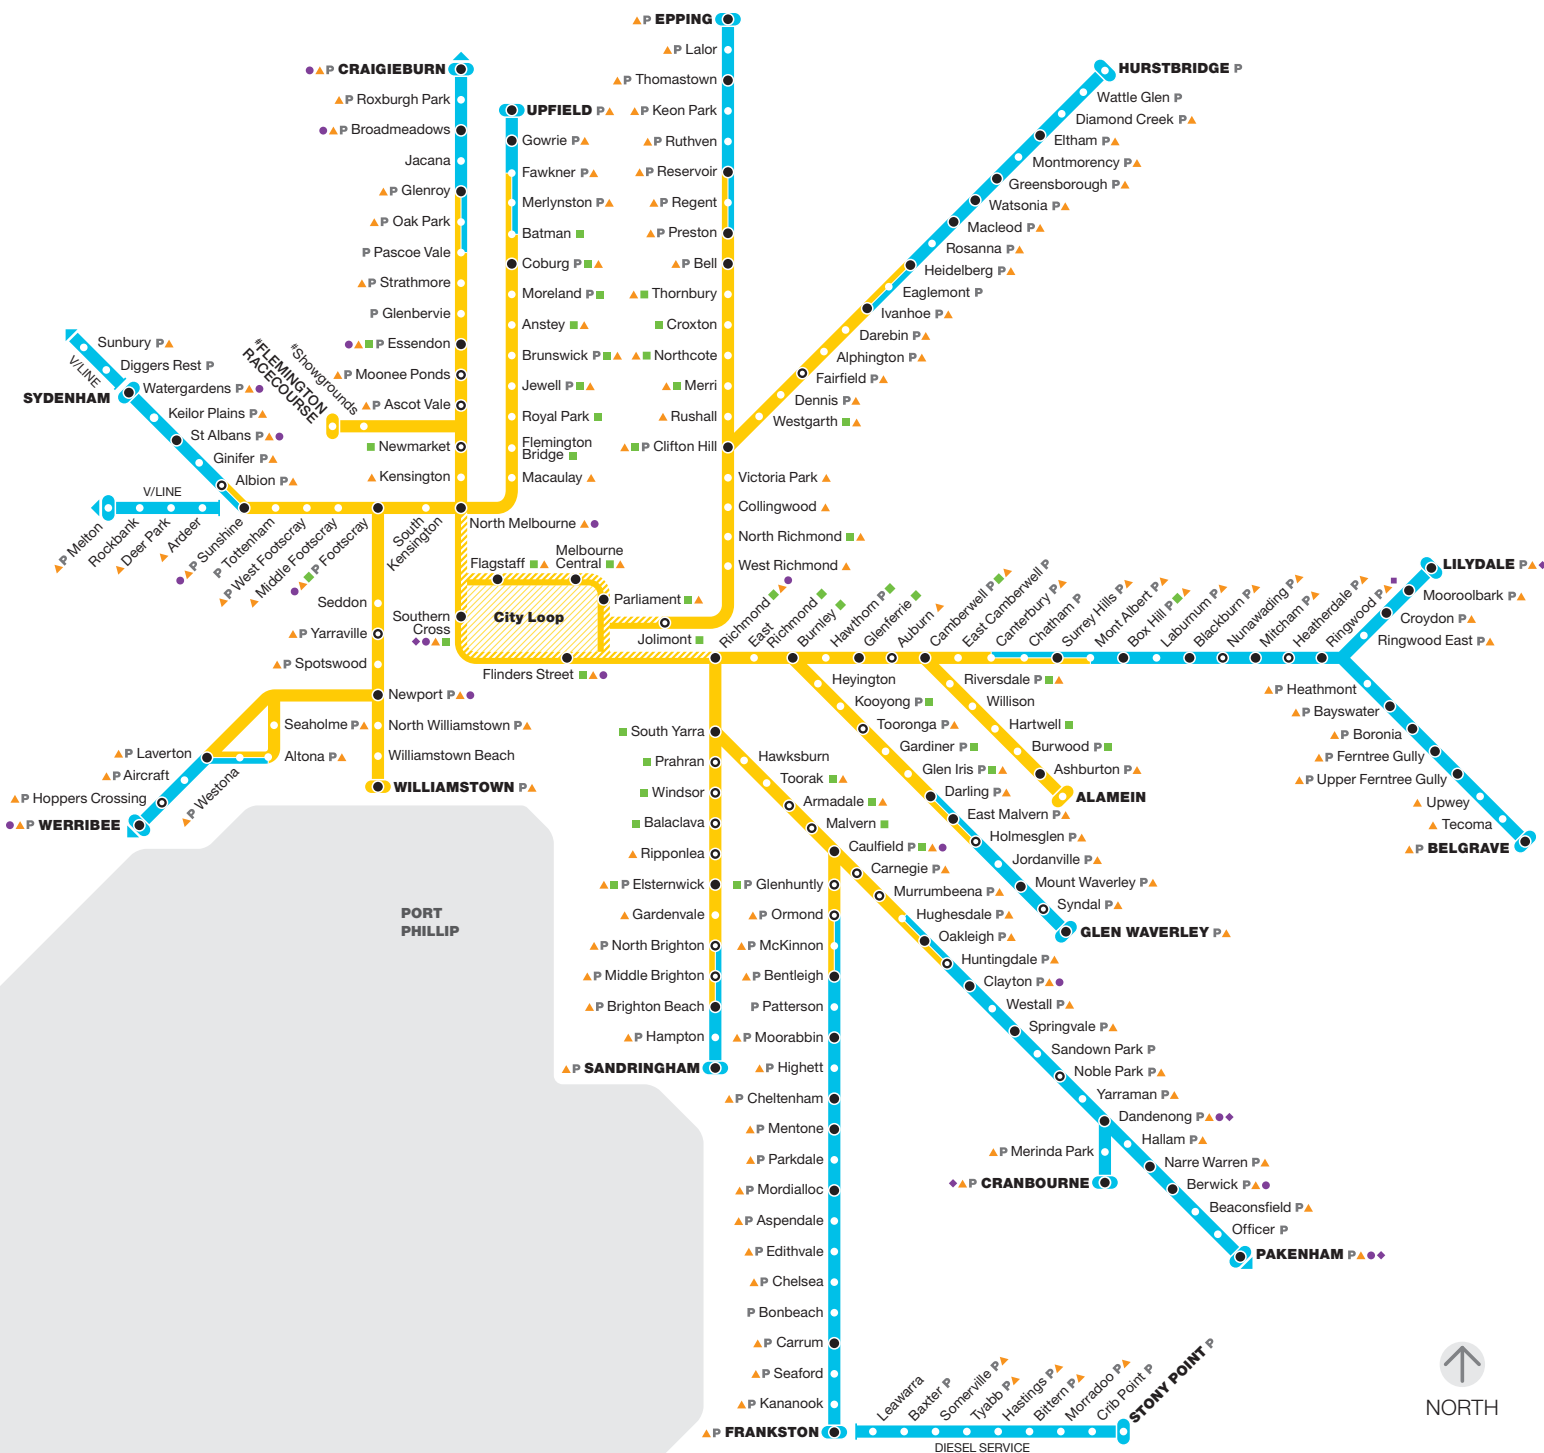 EPPING P
P Lalor
P Thomastown
P Keon Park
P Ruthven
P Reservoir
P Regent
P Preston
P Bell
Thornbury
Croxton
Northcote
Merri
Rushall
P Clifton Hill
Victoria Park
Collingwood
North Richmond
West Richmond
Jolimont
P CRAIGIEBURN
P Roxburgh Park
P Broadmeadows
Jacana
P Glenroy
P Oak Park
P Pascoe Vale
P Strathmore
P Glenbervie
P Essendon
P Moonee Ponds
P Ascot Vale
Newmarket
Kensington
#Showgrounds
#FLEMINGTON
RACECOURSE
UPFIELD P
Gowrie P
Fawkner P
Merlynston P
Batman
Coburg P
Moreland P
Anstey
Brunswick P
Jewell P
Royal Park
Flemington
Bridge
Macaulay
HURSTBRIDGE P
Wattle Glen P
Diamond Creek P
Eltham P
Montmorency P
Greensborough P
Watsonia P
Macleod P
Rosanna P
Heidelberg P
Eaglemont P
Ivanhoe P
Darebin P
Alphington P
Fairfield P
Dennis P
Westgarth
Sunbury P
Diggers Rest P
V/LINE
Watergardens P
SYDENHAM
Keilor Plains P
St Albans P
Ginifer P
Albion P
V/LINE
P Melton
Rockbank
Deer Park
Ardeer
P Sunshine
P Tottenham
P West Footscray
Middle Footscray
P Footscray
South
Kensington
North Melbourne
Flagstaff
Melbourne
Central
Parliament
City Loop
Southern
Cross
Flinders Street
Seddon
P Yarraville
P Spotswood
Newport P
Seaholme P
North Williamstown P
Altona P
Williamstown Beach
WILLIAMSTOWN P
P Westona
P Laverton
P Aircraft
P Hoppers Crossing
P WERRIBEE
PORT
PHILLIP
Richmond
East
Richmond
Burnley
Hawthorn P
Glenferrie
Auburn
Camberwell P
East Camberwell P
Canterbury P
Chatham P
Surrey Hills P
Mont Albert P
Box Hill P
Laburnum P
Blackburn P
Nunawading P
Mitcham P
Heatherdale P
Ringwood P
LILYDALE P
Mooroolbark P
Croydon P
Ringwood East P
P Heathmont
P Bayswater
P Boronia
P Ferntree Gully
P Upper Ferntree Gully
Upwey
Tecoma
P BELGRAVE
Riversdale P
Willison
Hartwell
Burwood P
Ashburton P
ALAMEIN
Heyington
Kooyong P
Tooronga P
Gardiner P
Glen Iris P
Darling P
East Malvern P
Holmesglen P
Jordanville P
Mount Waverley P
Syndal P
GLEN WAVERLEY P
South Yarra
Prahran
Windsor
Balaclava
Ripponlea
P Elsternwick
Gardenvale
P North Brighton
P Middle Brighton
P Brighton Beach
P Hampton
P SANDRINGHAM
Hawksburn
Toorak
Armadale
Malvern
Caulfield P
Carnegie P
Murrumbeena P
Hughesdale P
Oakleigh P
Huntingdale P
Clayton P
Westall P
Springvale P
Sandown Park P
Noble Park P
Yarraman P
Dandenong P
Hallam P
Narre Warren P
Berwick P
Beaconsfield P
Officer P
PAKENHAM P
P Merinda Park
P CRANBOURNE
P Glenhuntly
P Ormond
P McKinnon
P Bentleigh
P Patterson
P Moorabbin
P Highett
P Cheltenham
P Mentone
P Parkdale
P Mordialloc
P Aspendale
P Edithvale
P Chelsea
P Bonbeach
P Carrum
P Seaford
P Kananook
P FRANKSTON
Leawarra
Baxter P
Somerville P
Tyabb P
Hastings P
Bittern P
Morradoo P
Crib Point P
STONY POINT P
DIESEL SERVICE
NORTH